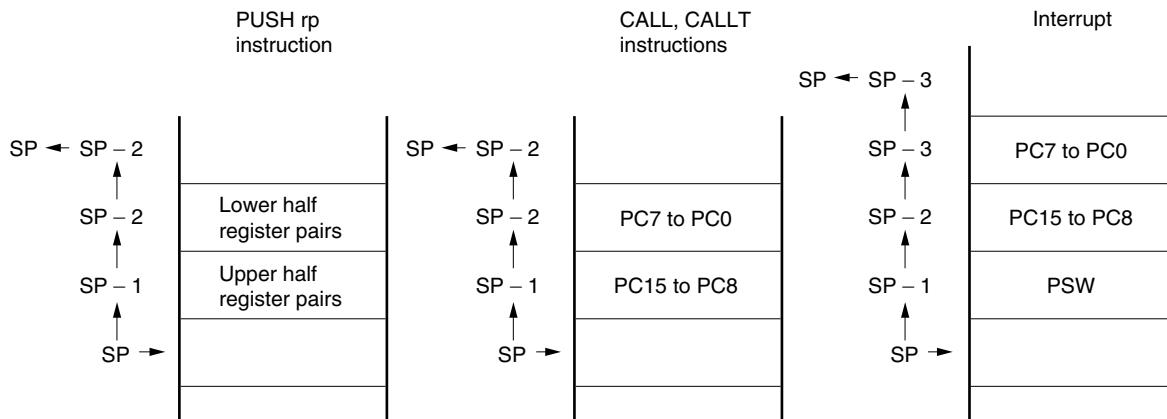 PUSH rp
instruction
SP
SP – 2
SP – 2
Lower half
register pairs
SP – 1
Upper half
register pairs
SP
CALL, CALLT
instructions
SP
SP – 2
SP – 2
PC7 to PC0
SP – 1
PC15 to PC8
SP
Interrupt
SP
SP – 3
SP – 3
PC7 to PC0
SP – 2
PC15 to PC8
SP – 1
PSW
SP